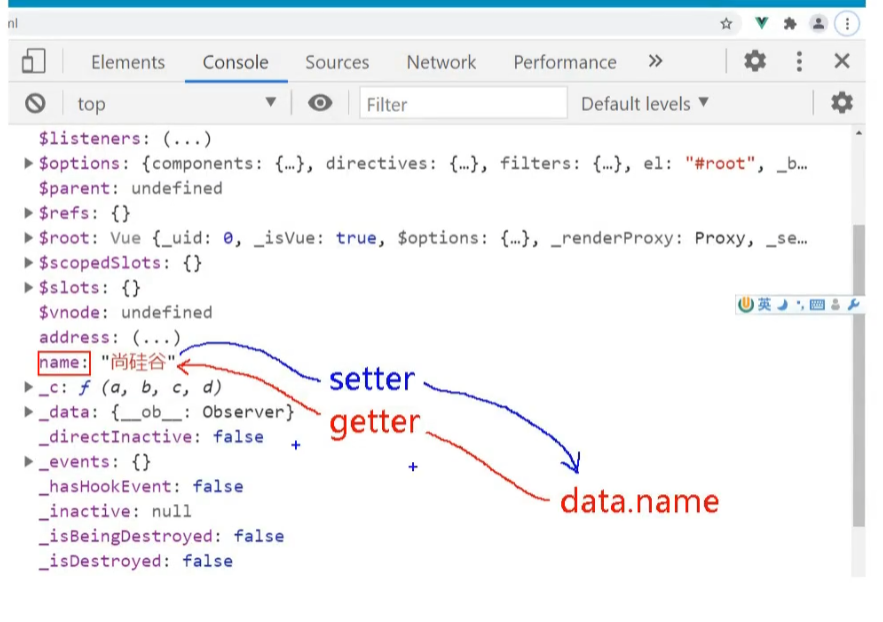 nl
Elements Console Sources Network Performance »
top Filter Default levels ▼
$listeners: (...)
$options: {components: {…}, directives: {…}, filters: {…}, el: "#root", _b…
$parent: undefined
$refs: {}
$root: Vue {_uid: 0, _isVue: true, $options: {…}, _renderProxy: Proxy, _se…
$scopedSlots: {}
$slots: {}
$vnode: undefined
英
address: (...)
name: "尚硅谷"
setter
_c: ƒ (a, b, c, d)
_data: {__ob__: Observer}
getter
_directInactive: false
_events: {}
_hasHookEvent: false
data.name
_inactive: null
_isBeingDestroyed: false
_isDestroyed: false